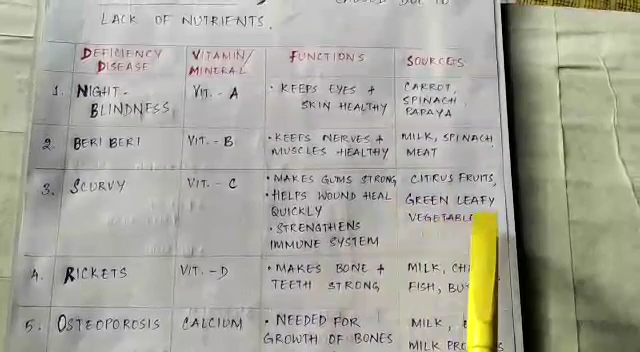 CAUSED DUE TO
LACK OF NUTRIENTS.
DEFICIENCY DISEASE VITAMIN/ MINERAL FUNCTIONS SOURCES
1. NIGHT- BLINDNESS VIT. - A • KEEPS EYES + SKIN HEALTHY CARROT, SPINACH PAPAYA
2. BERI BERI VIT. - B • KEEPS NERVES + MUSCLES HEALTHY MILK, SPINACH MEAT
3. SCURVY VIT. - C • MAKES GUMS STRONG CITRUS FRUITS,
• HELPS WOUND HEAL QUICKLY GREEN LEAFY
• STRENGTHENS IMMUNE SYSTEM
4. RICKETS VIT. - D • MAKES BONE + TEETH STRONG MILK,
FISH,
5. OSTEOPOROSIS CALCIUM • NEEDED FOR GROWTH OF BONES MILK,
MILK